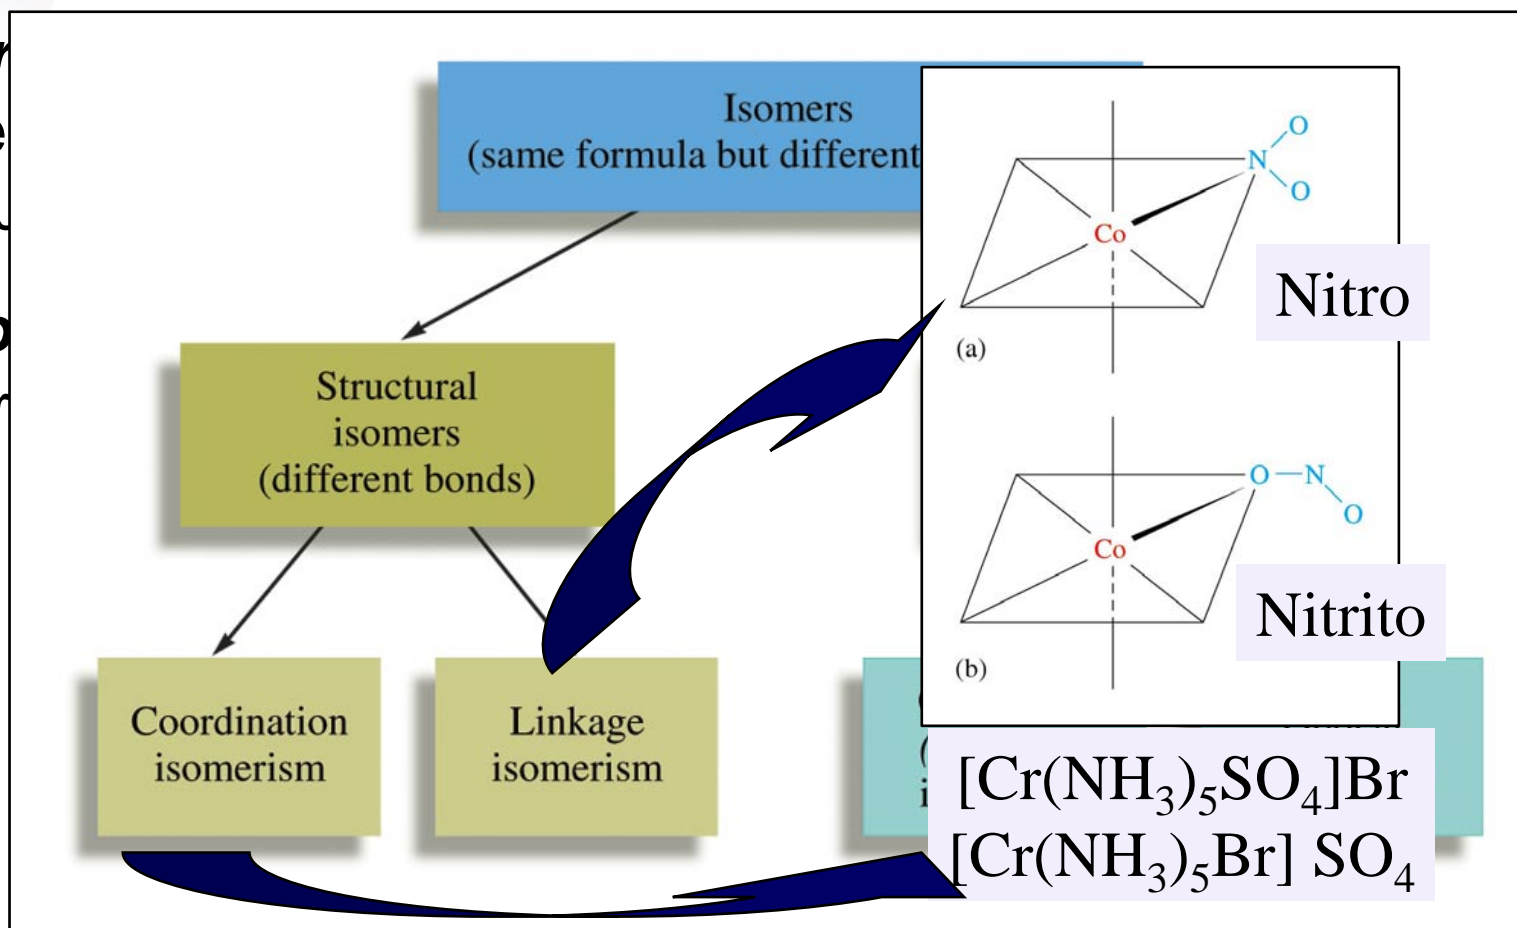 Isomers
(same formula but different
Structural
isomers
(different bonds)
Coordination
isomerism
Linkage
isomerism
O
N
O
Co
Nitro
(a)
O—N
O
Co
Nitrito
(b)
[Cr(NH₃)₅SO₄]Br
[Cr(NH₃)₅Br] SO₄